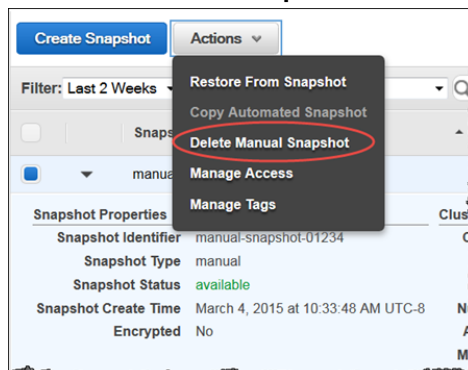 Create Snapshot Actions
Filter: Last 2 Weeks
Restore From Snapshot
Copy Automated Snapshot
Snaps
Delete Manual Snapshot
manua
Manage Access
Manage Tags
Snapshot Properties Clus
Snapshot Identifier manual-snapshot-01234
Snapshot Type manual
Snapshot Status available
Snapshot Create Time March 4, 2015 at 10:33:48 AM UTC-8 N
Encrypted No
M